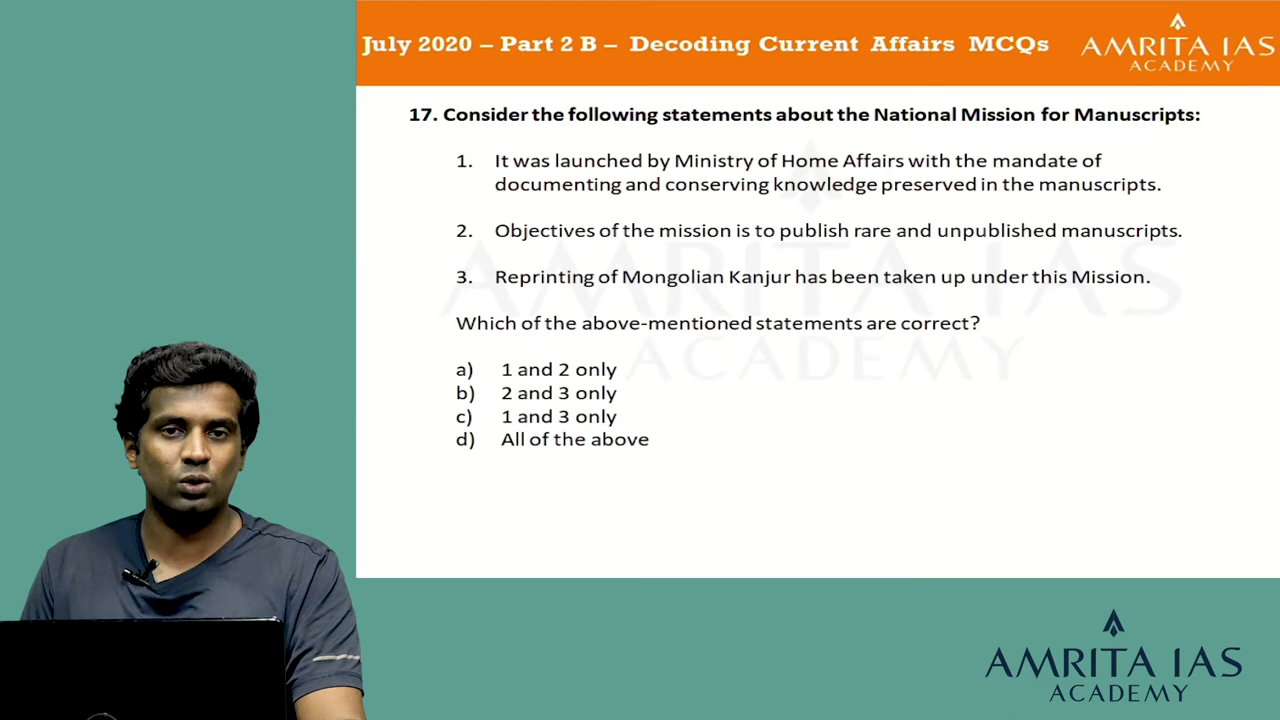 July 2020 – Part 2 B – Decoding Current Affairs MCQs
AMRITA IAS
ACADEMY
17. Consider the following statements about the National Mission for Manuscripts:
1. It was launched by Ministry of Home Affairs with the mandate of
documenting and conserving knowledge preserved in the manuscripts.
2. Objectives of the mission is to publish rare and unpublished manuscripts.
3. Reprinting of Mongolian Kanjur has been taken up under this Mission.
Which of the above-mentioned statements are correct?
a) 1 and 2 only
b) 2 and 3 only
c) 1 and 3 only
d) All of the above
AMRITA IAS
ACADEMY
AMRITA IAS
ACADEMY